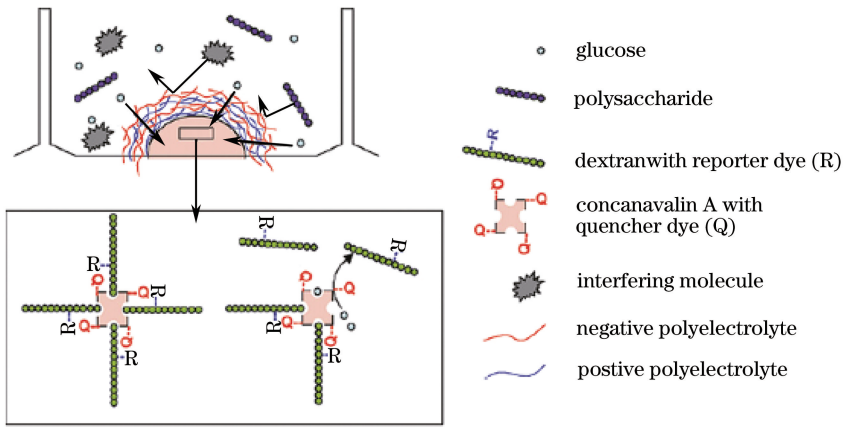 glucose
polysaccharide
R
dextranwith reporter dye (R)
Q
Q
Q
Q
concanavalin A with
quencher dye (Q)
interfering molecule
negative polyelectrolyte
postive polyelectrolyte
R
R
R
Q
Q
R
Q
Q
R
R
R
Q
Q
R
Q
Q
R